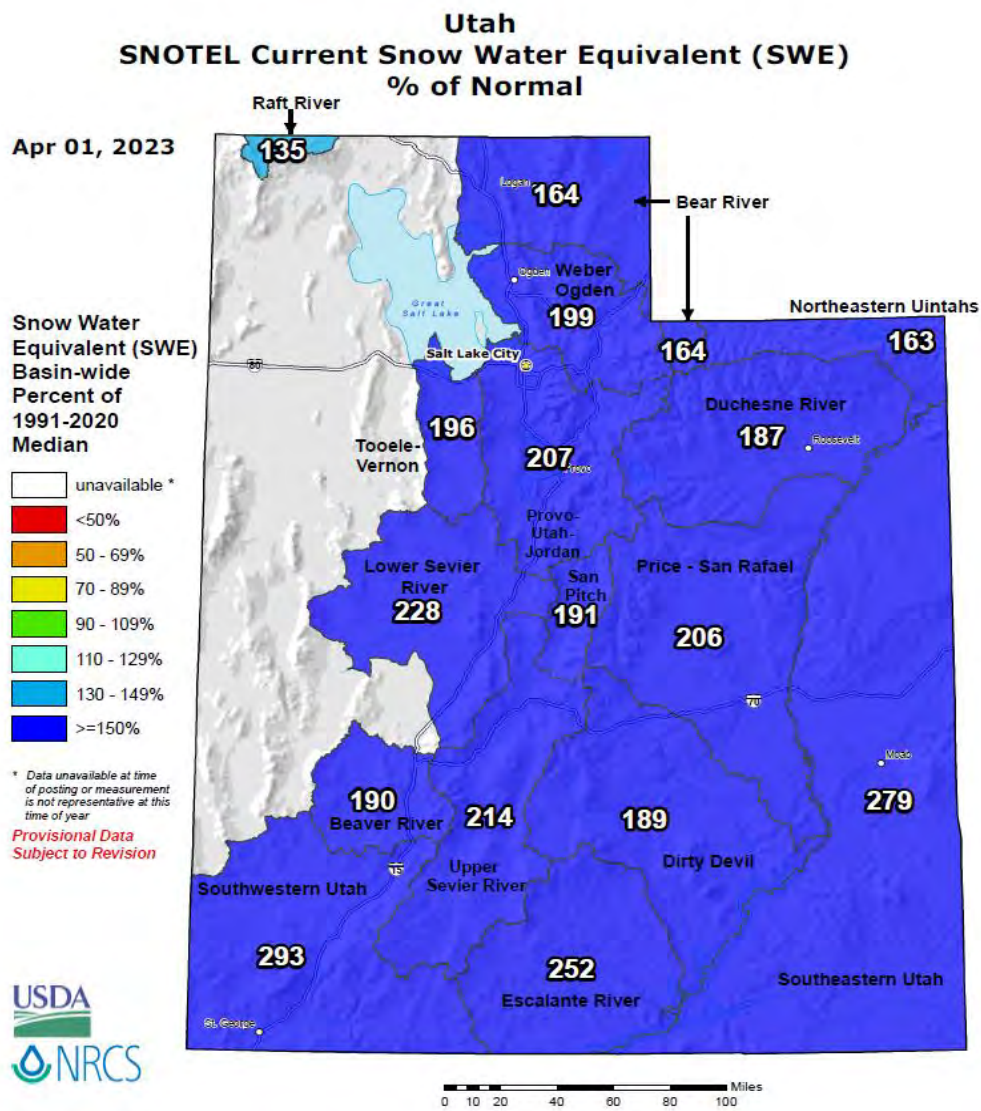 Utah
SNOTEL Current Snow Water Equivalent (SWE)
% of Normal
Apr 01, 2023
Raft River
135
Logan
164
Bear River
Weber
Ogden
Ogden
199
Great
Salt Lake
Northeastern Uintahs
163
164
Salt Lake City
80
Snow Water
Equivalent (SWE)
Basin-wide
Percent of
1991-2020
Median
unavailable *
<50%
50 - 69%
70 - 89%
90 - 109%
110 - 129%
130 - 149%
>=150%
* Data unavailable at time
of posting or measurement
is not representative at this
time of year
Provisional Data
Subject to Revision
Tooele-
Vernon
196
207
Provo
Provo-
Utah-
Jordan
Duchesne River
187
Roosevelt
Lower Sevier
River
228
San
Pitch
191
Price - San Rafael
206
70
Moab
279
190
Beaver River
214
Upper
Sevier River
189
Dirty Devil
15
Southwestern Utah
293
St. George
252
Escalante River
Southeastern Utah
USDA
NRCS
Miles
0 10 20 40 60 80 100